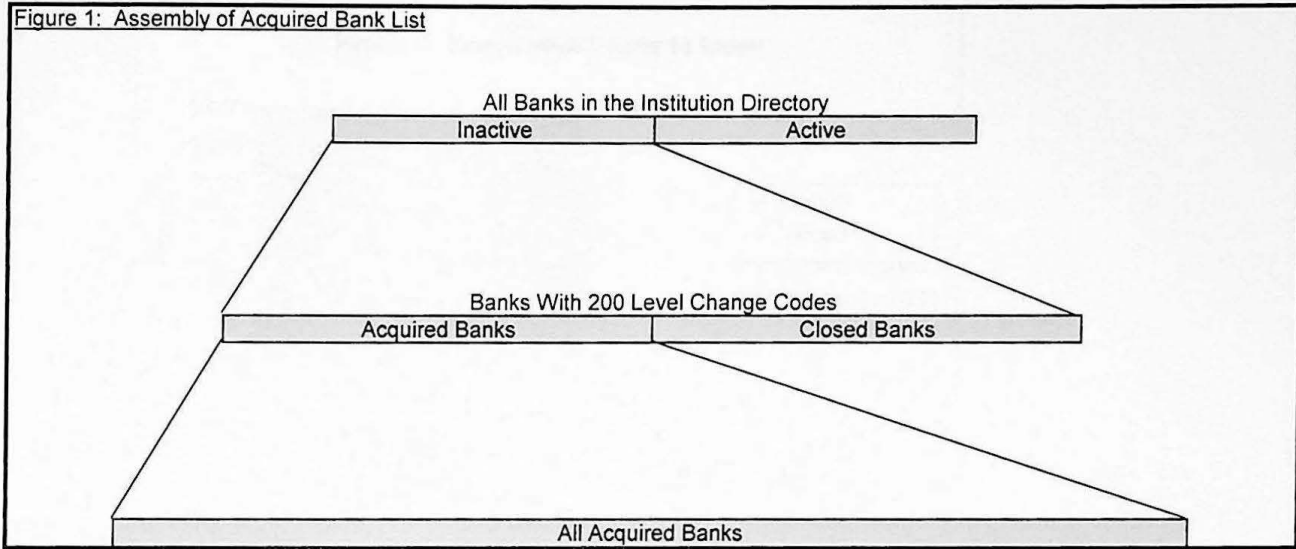 Figure 1: Assembly of Acquired Bank List
All Banks in the Institution Directory
Inactive Active
Banks With 200 Level Change Codes
Acquired Banks Closed Banks
All Acquired Banks